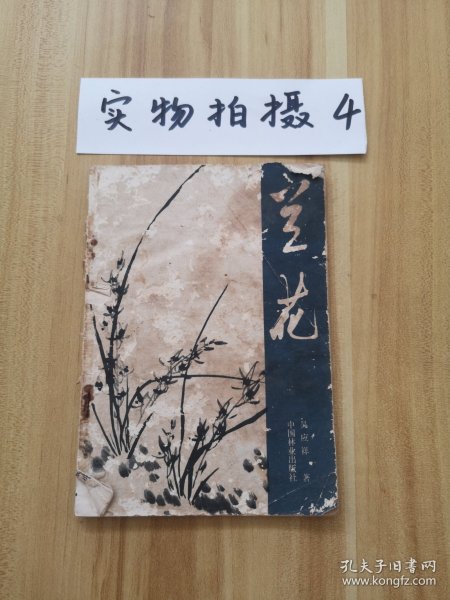 实物拍摄4
兰花
吴应祥 著
中国林业出版社
孔夫子旧书网
www.kongfz.com